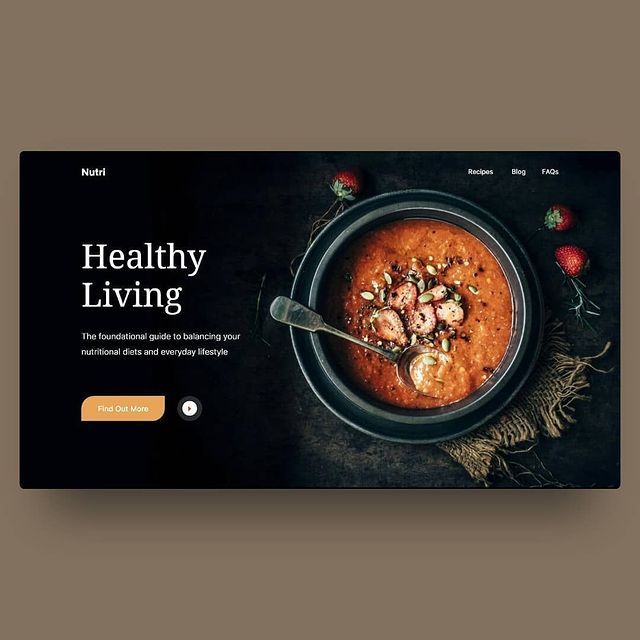 Nutri
Recipes Blog FAQs
Healthy
Living
The foundational guide to balancing your
nutritional diets and everyday lifestyle
Find Out More